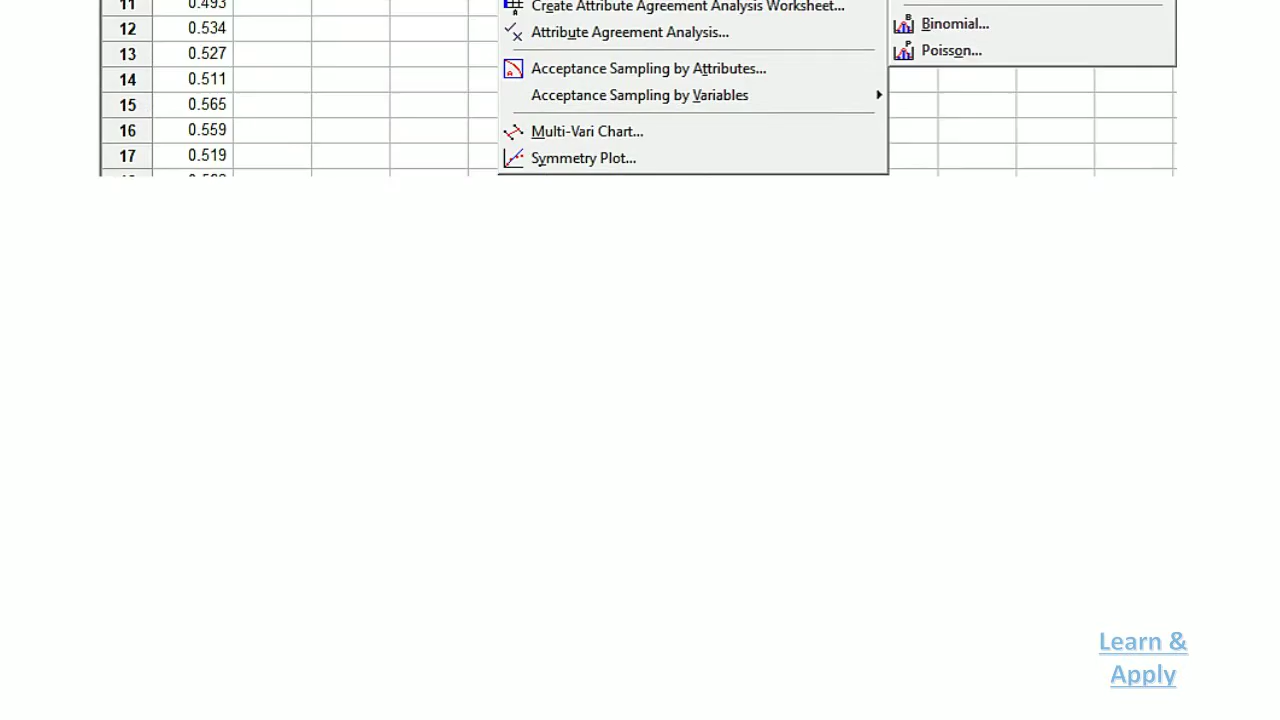 11 0.493 Create Attribute Agreement Analysis Worksheet...
Binomial...
12 0.534 Attribute Agreement Analysis...
13 0.527 Poisson...
14 0.511 Acceptance Sampling by Attributes...
15 0.565 Acceptance Sampling by Variables
16 0.559 Multi-Vari Chart...
17 0.519 Symmetry Plot...
Learn &
Apply